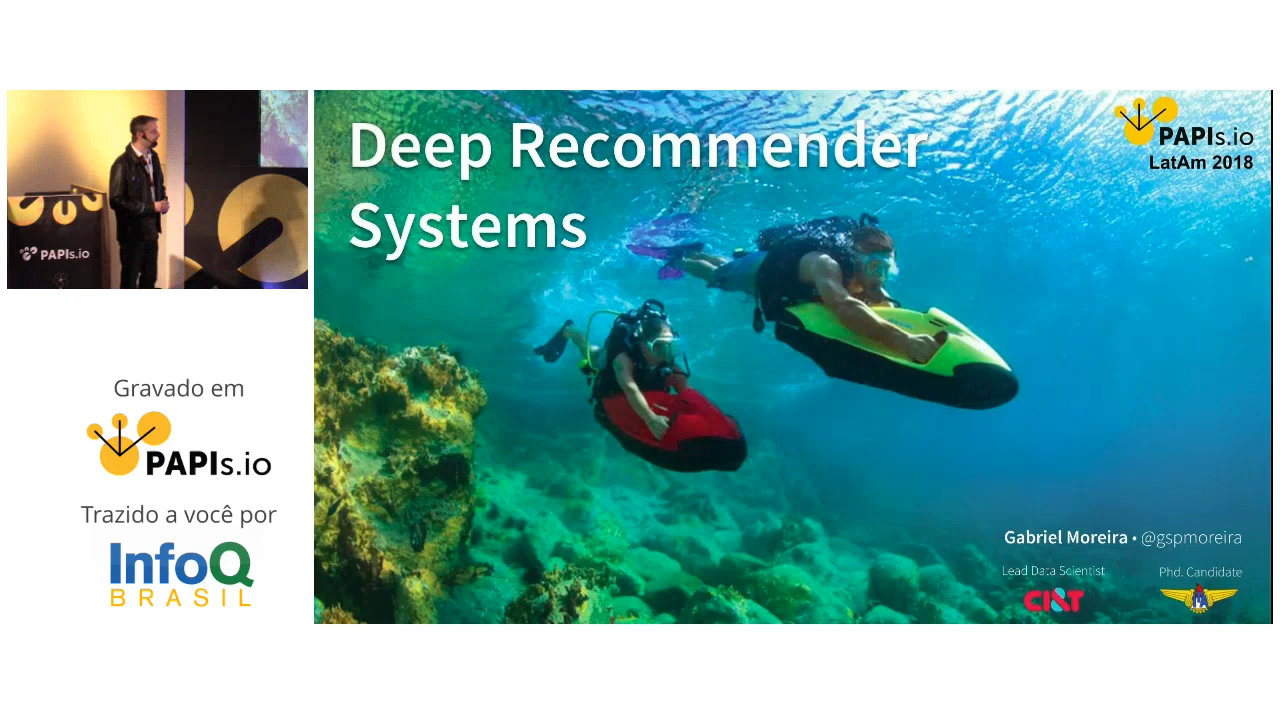 PAPIs.io
Gravado em
PAPIs.io
Trazido a você por
InfoQ
BRASIL
Deep Recommender
Systems
PAPIs.io
LatAm 2018
Gabriel Moreira • @gspmoreira
Lead Data Scientist
Phd. Candidate
CI&T